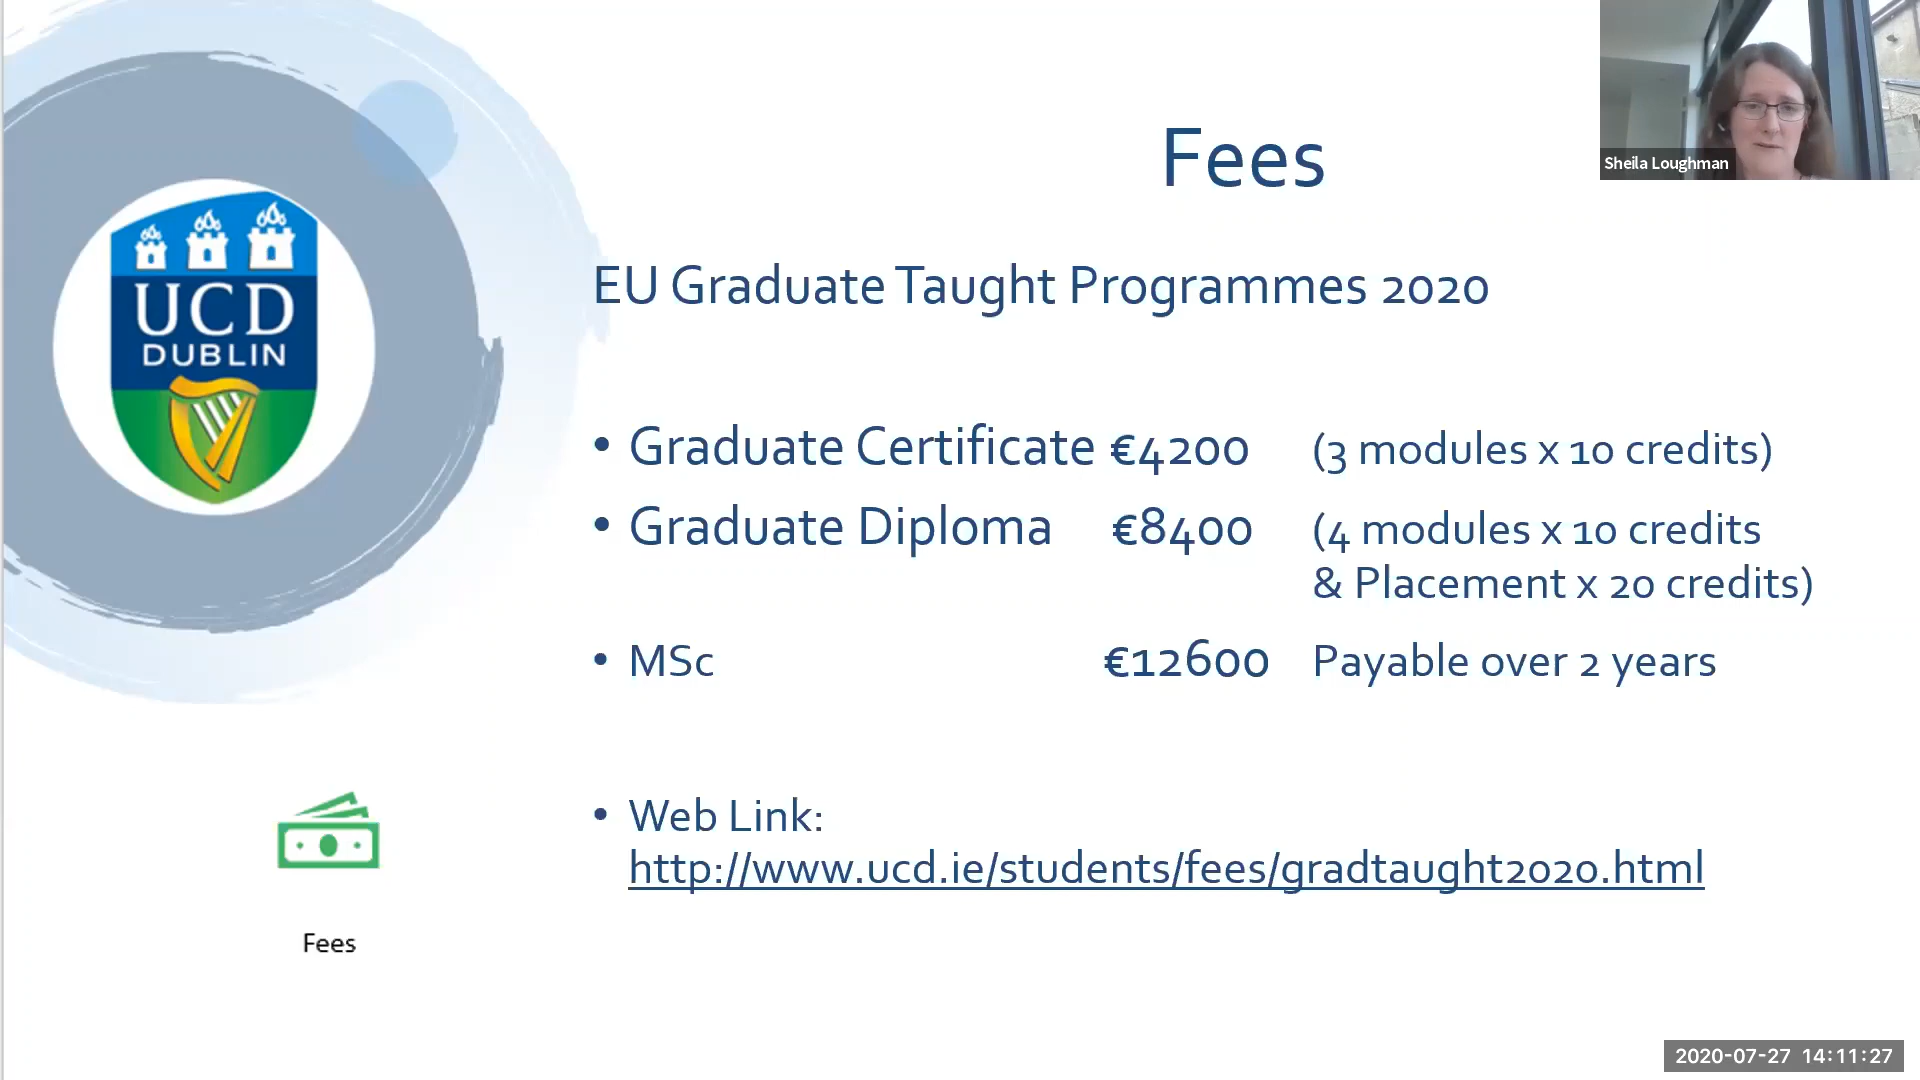 Fees
Sheila Loughman
UCD
DUBLIN
EU Graduate Taught Programmes 2020
• Graduate Certificate €4200 (3 modules x 10 credits)
• Graduate Diploma €8400 (4 modules x 10 credits
& Placement x 20 credits)
• MSc €12600 Payable over 2 years
• Web Link:
http://www.ucd.ie/students/fees/gradtaught2020.html
Fees
2020-07-27 14:11:27